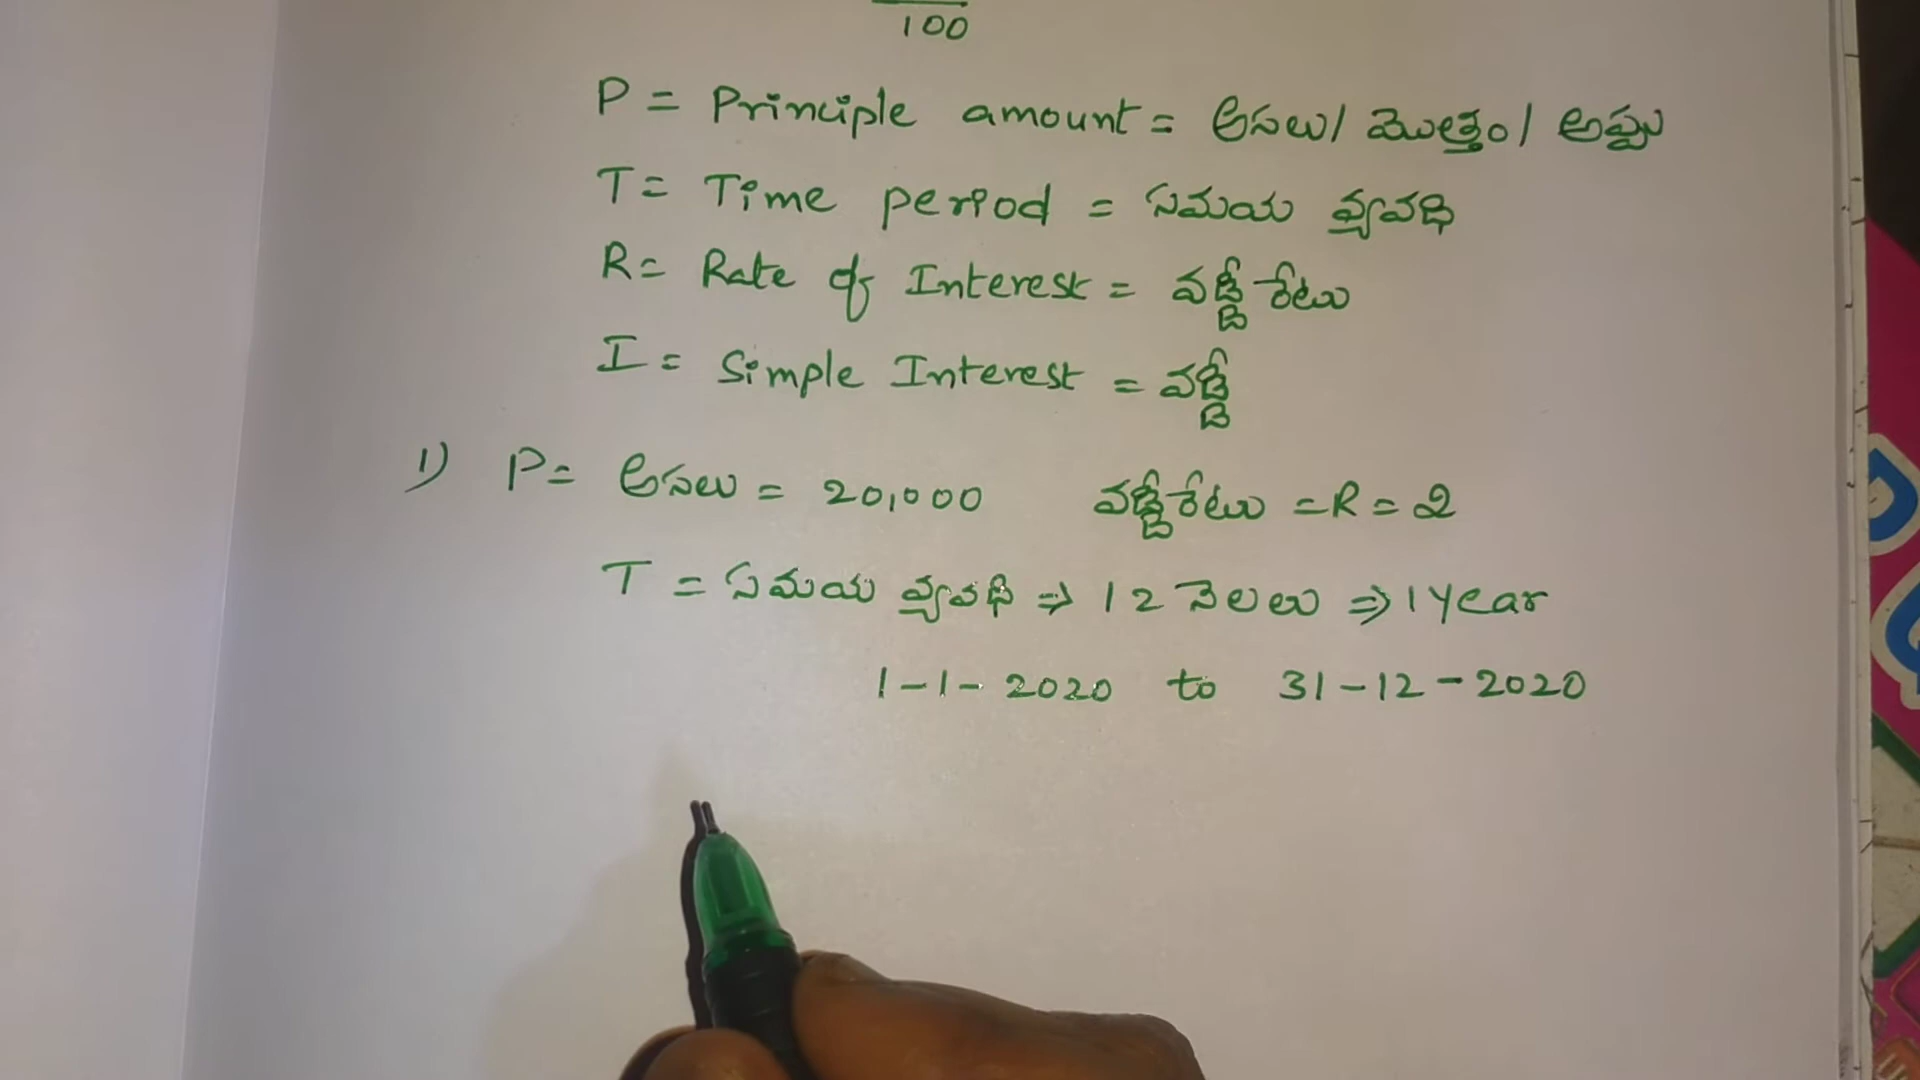 100
P = Principle amount = అసలు/ మొత్తం/ అప్పు
T = Time period = సమయ వ్యవధి
R = Rate of Interest = వడ్డీ రేటు
I = Simple Interest = వడ్డీ
1) P = అసలు = 20,000 వడ్డీరేటు = R = 2
T = సమయ వ్యవధి ⇒ 12 నెలలు ⇒ 1 year
1-1-2020 to 31-12-2020